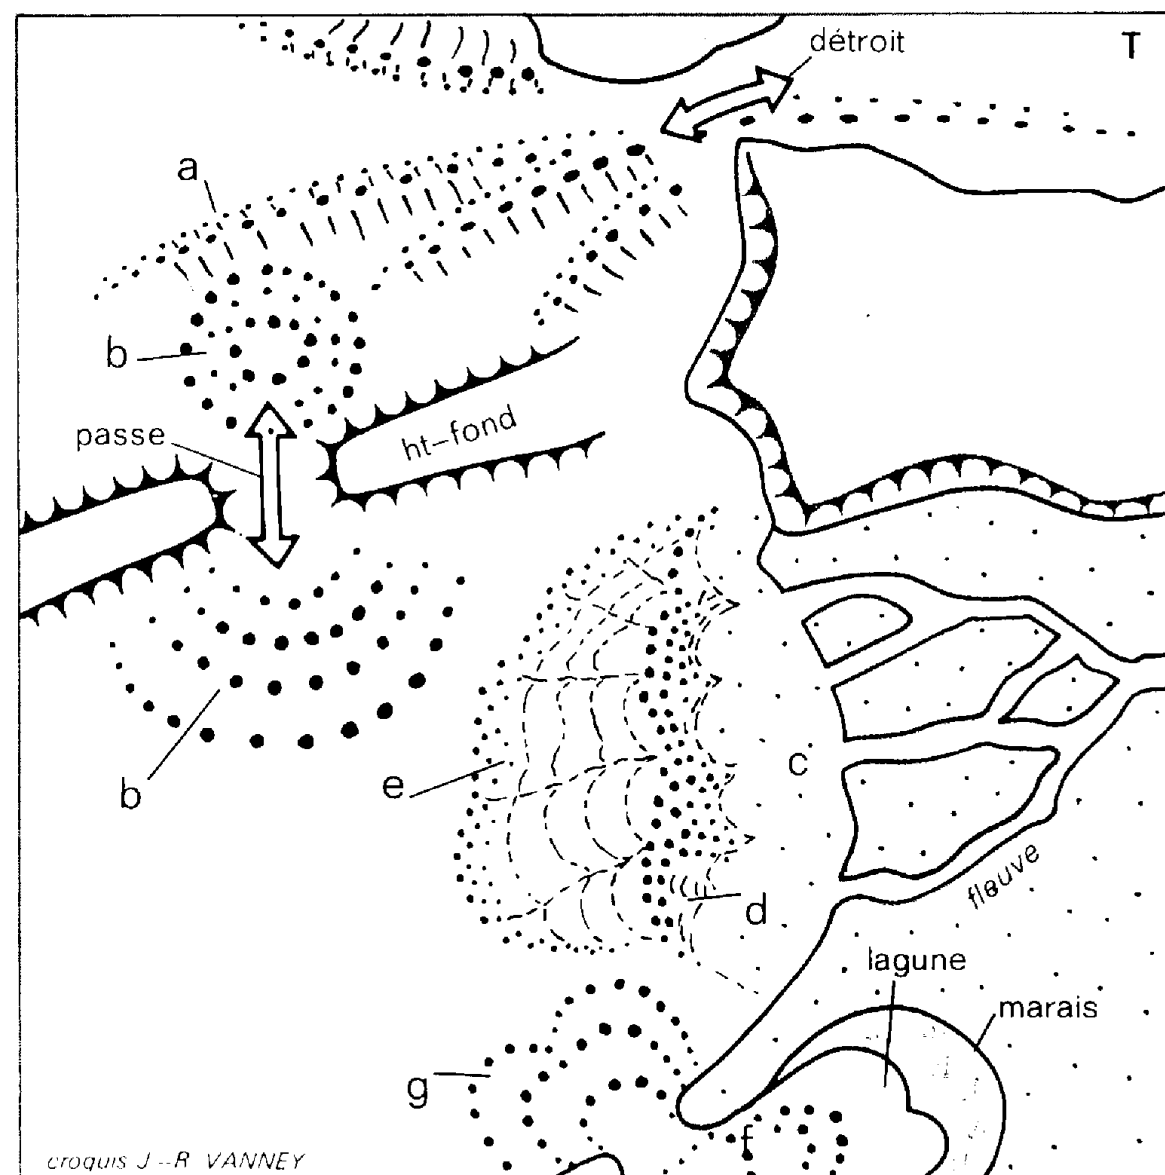 détroit
T
a
b
passe
ht-fond
b
e
c
d
fleuve
lagune
marais
g
f
croquis J-R VANNEY